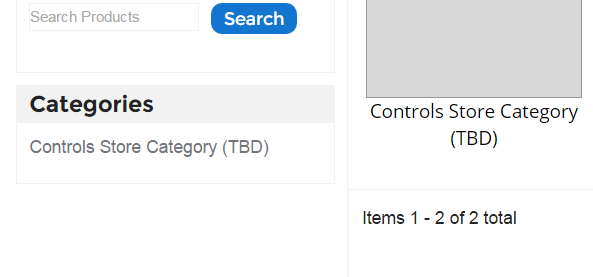 Search Products
Search
Categories
Controls Store Category (TBD)
Controls Store Category
(TBD)
Items 1 - 2 of 2 total